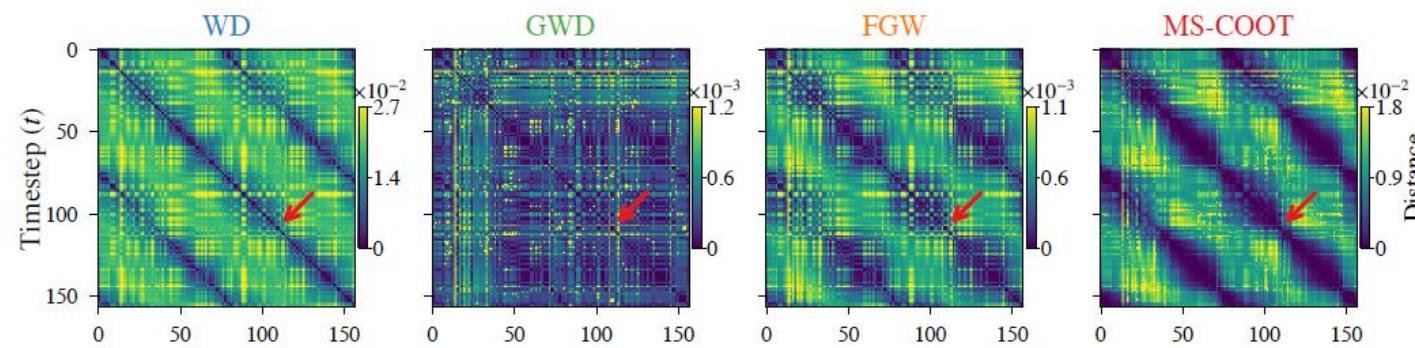 WD GWD FGW MS-COOT
×10⁻² ×10⁻³ ×10⁻³ ×10⁻²
0 2.7 1.2 1.1 1.8
50 1.4 0.6 0.6 0.9
100 0 0 0 0
150
Timestep (t)
Distance
0 50 100 150 0 50 100 150 0 50 100 150 0 50 100 150